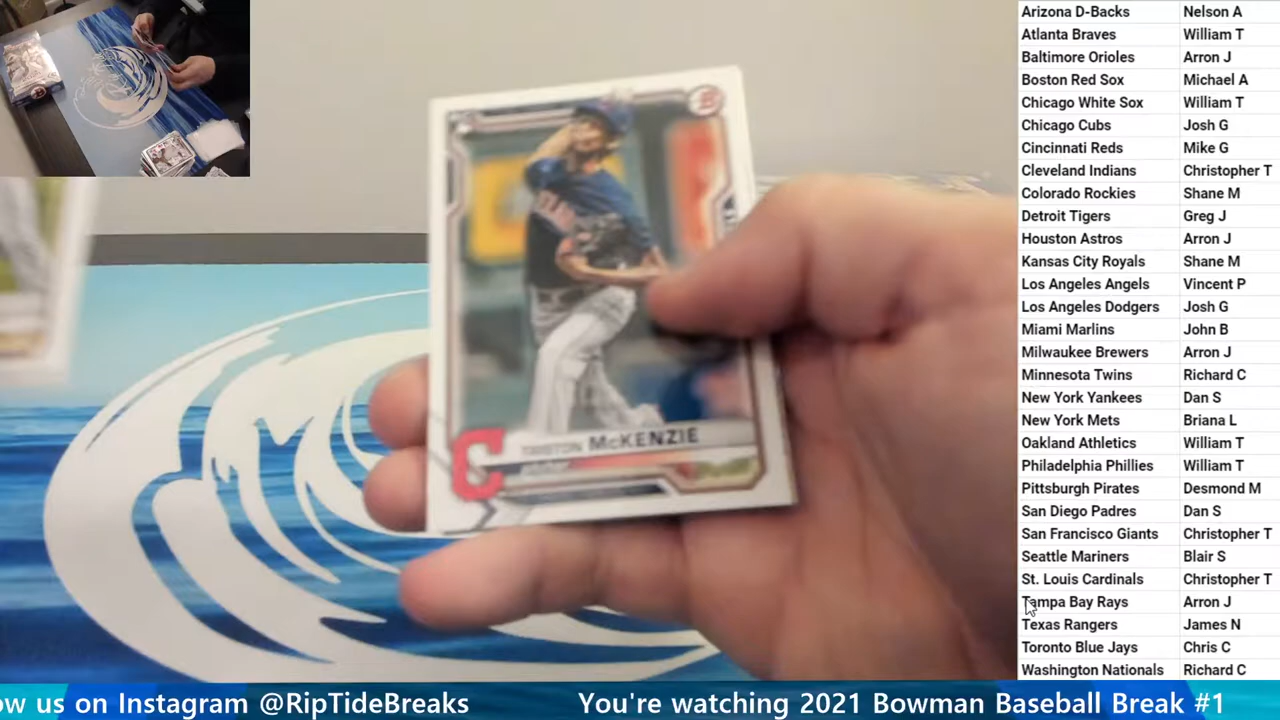 TRISTON McKENZIE
C
Arizona D-Backs Nelson A
Atlanta Braves William T
Baltimore Orioles Arron J
Boston Red Sox Michael A
Chicago White Sox William T
Chicago Cubs Josh G
Cincinnati Reds Mike G
Cleveland Indians Christopher T
Colorado Rockies Shane M
Detroit Tigers Greg J
Houston Astros Arron J
Kansas City Royals Shane M
Los Angeles Angels Vincent P
Los Angeles Dodgers Josh G
Miami Marlins John B
Milwaukee Brewers Arron J
Minnesota Twins Richard C
New York Yankees Dan S
New York Mets Briana L
Oakland Athletics William T
Philadelphia Phillies William T
Pittsburgh Pirates Desmond M
San Diego Padres Dan S
San Francisco Giants Christopher T
Seattle Mariners Blair S
St. Louis Cardinals Christopher T
Tampa Bay Rays Arron J
Texas Rangers James N
Toronto Blue Jays Chris C
Washington Nationals Richard C
ow us on Instagram @RipTideBreaks You're watching 2021 Bowman Baseball Break #1